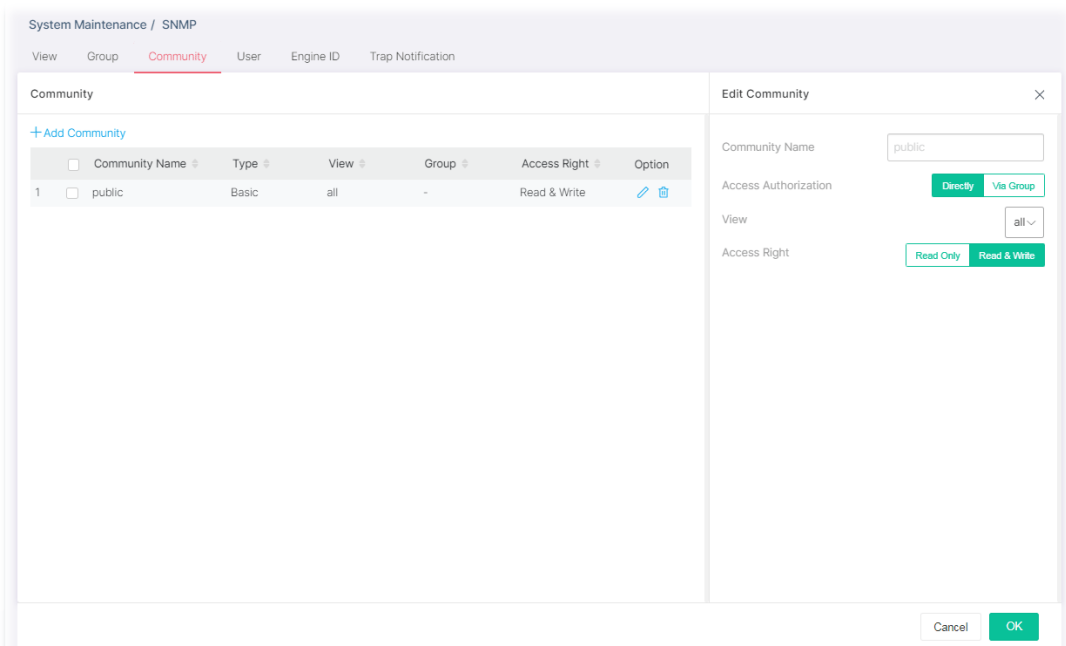 System Maintenance / SNMP
View Group Community User Engine ID Trap Notification
Community
+Add Community
Community Name Type View Group Access Right Option
1 public Basic all - Read & Write
Edit Community
Community Name public
Access Authorization Directly Via Group
View all
Access Right Read Only Read & Write
Cancel OK